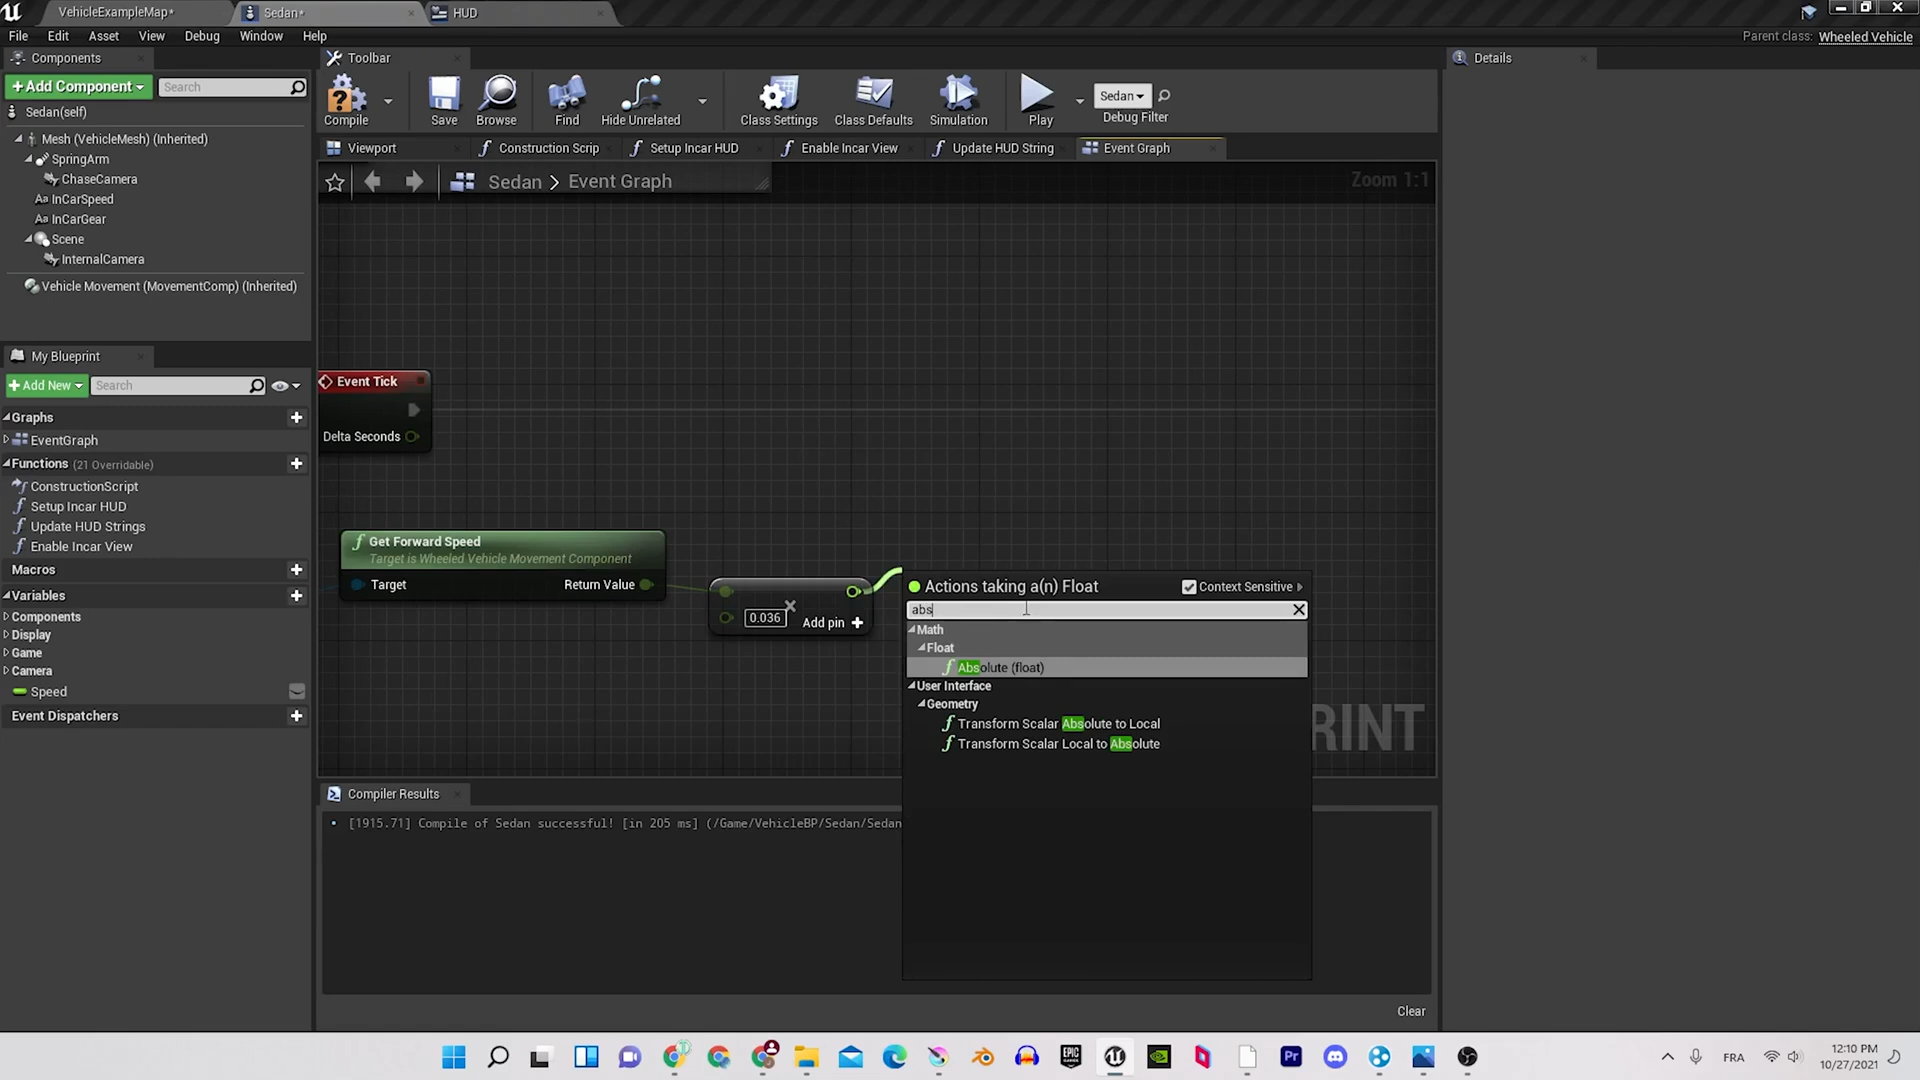 VehicleExampleMap*
Sedan*
HUD
File Edit Asset View Debug Window Help
Parent class: Wheeled Vehicle
Components
+Add Component
Search
Sedan(self)
Mesh (VehicleMesh) (Inherited)
SpringArm
ChaseCamera
Aa InCarSpeed
Aa InCarGear
Scene
InternalCamera
Vehicle Movement (MovementComp) (Inherited)
My Blueprint
+Add New
Search
Graphs
EventGraph
Functions (21 Overridable)
ConstructionScript
Setup Incar HUD
Update HUD Strings
Enable Incar View
Macros
Variables
Components
Display
Game
Camera
Speed
Event Dispatchers
Toolbar
Compile
Save
Browse
Find
Hide Unrelated
Class Settings
Class Defaults
Simulation
Play
Sedan
Debug Filter
Viewport
Construction Scrip
Setup Incar HUD
Enable Incar View
Update HUD String
Event Graph
Sedan > Event Graph
Zoom 1:1
Event Tick
Delta Seconds
Get Forward Speed
Target is Wheeled Vehicle Movement Component
Target
Return Value
0.036
Add pin +
Actions taking a(n) Float
Context Sensitive
abs
Math
Float
Absolute (float)
User Interface
Geometry
Transform Scalar Absolute to Local
Transform Scalar Local to Absolute
RINT
Compiler Results
[1915.71] Compile of Sedan successful! [in 205 ms] (/Game/VehicleBP/Sedan/Sedan
Clear
Details
EPIC GAMES
Pr
FRA
12:10 PM
10/27/2021